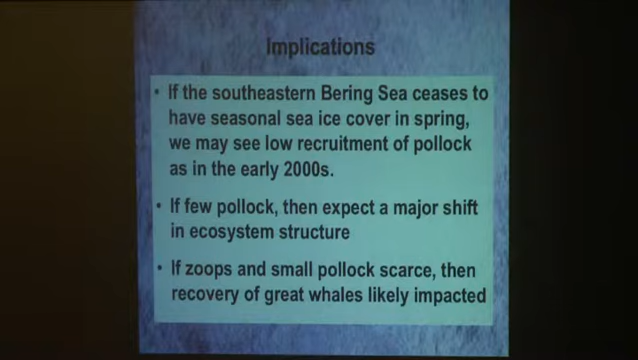 Implications
• If the southeastern Bering Sea ceases to
have seasonal sea ice cover in spring,
we may see low recruitment of pollock
as in the early 2000s.
• If few pollock, then expect a major shift
in ecosystem structure
• If zoops and small pollock scarce, then
recovery of great whales likely impacted